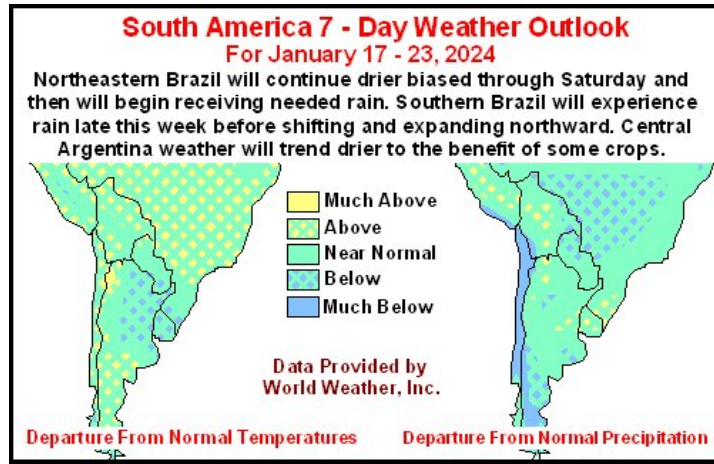 South America 7 - Day Weather Outlook
For January 17 - 23, 2024
Northeastern Brazil will continue drier biased through Saturday and
then will begin receiving needed rain. Southern Brazil will experience
rain late this week before shifting and expanding northward. Central
Argentina weather will trend drier to the benefit of some crops.
Much Above
Above
Near Normal
Below
Much Below
Data Provided by
World Weather, Inc.
Departure From Normal Temperatures
Departure From Normal Precipitation